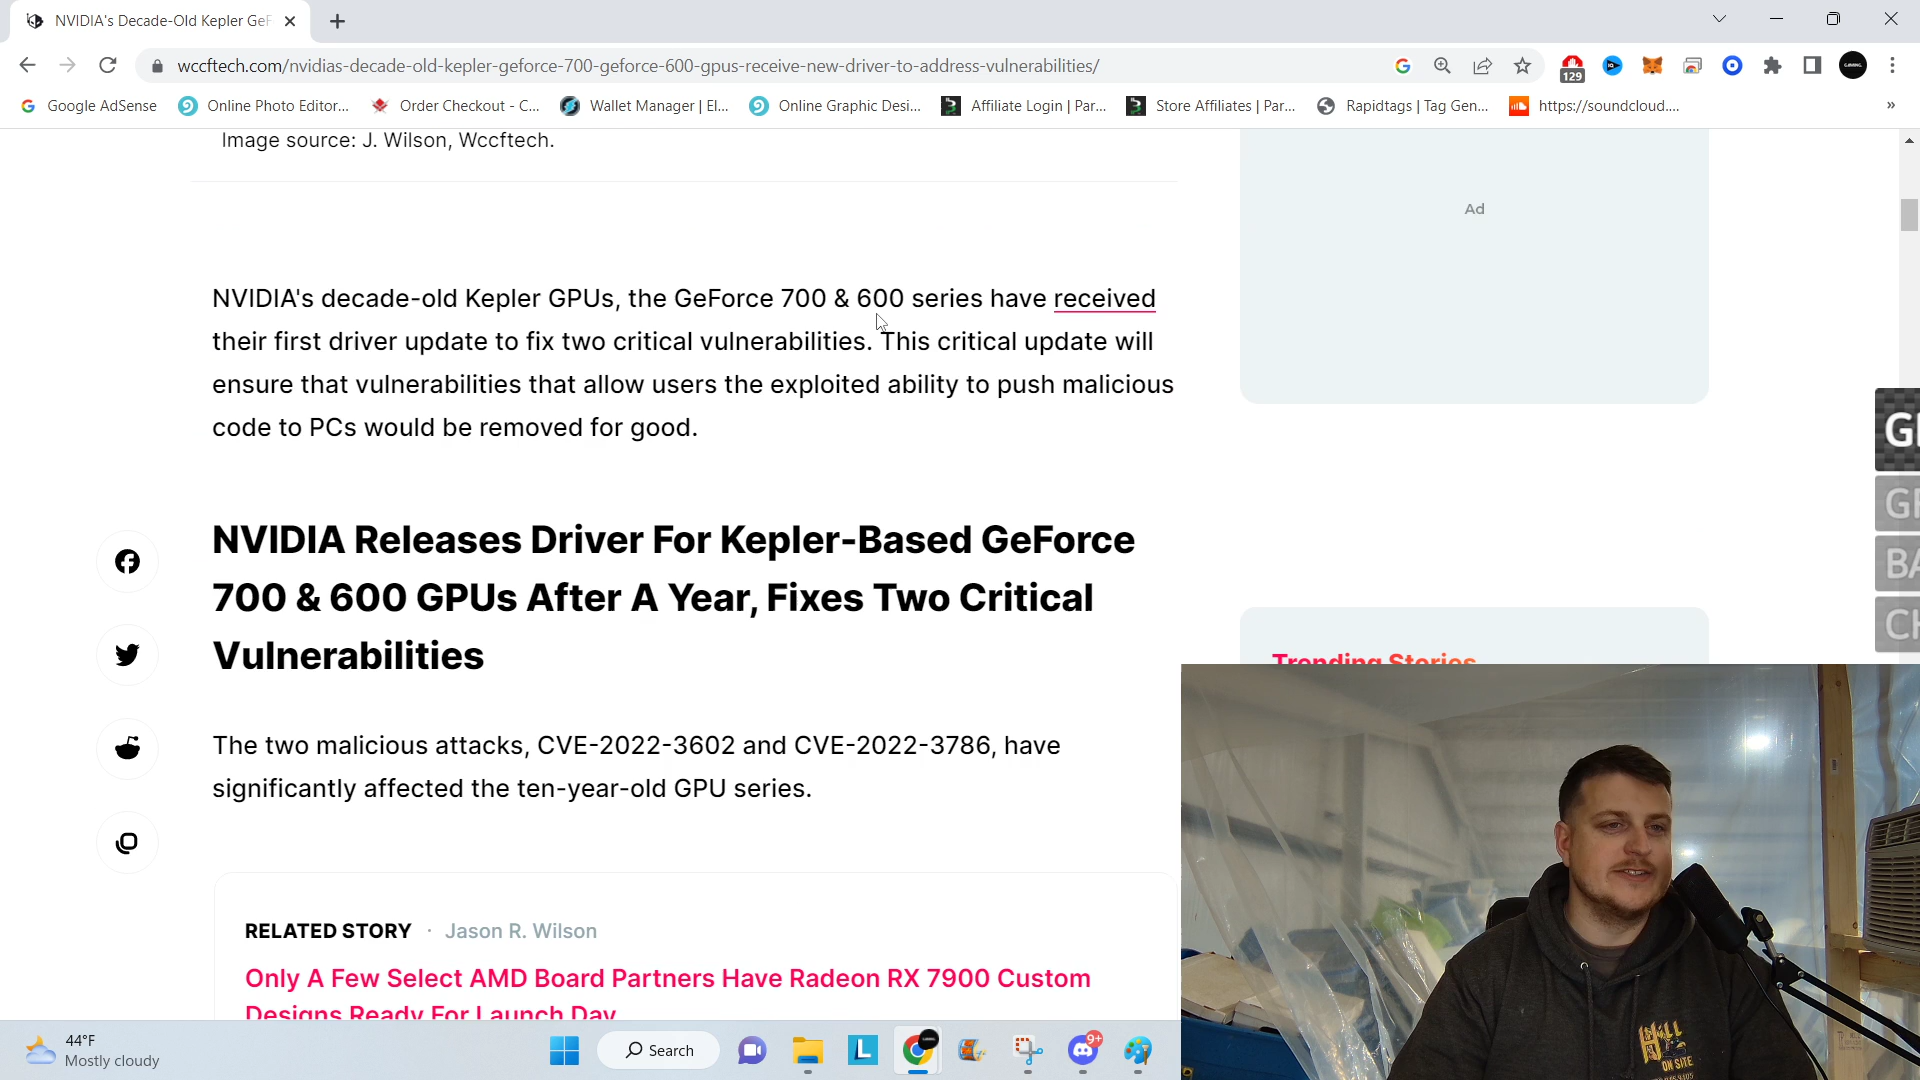 NVIDIA's Decade-Old Kepler GeF
wccftech.com/nvidias-decade-old-kepler-geforce-700-geforce-600-gpus-receive-new-driver-to-address-vulnerabilities/
129
Google AdSense
Online Photo Editor...
Order Checkout - C...
Wallet Manager | El...
Online Graphic Desi...
Affiliate Login | Par...
Store Affiliates | Par...
Rapidtags | Tag Gen...
https://soundcloud....
»
Image source: J. Wilson, Wccftech.
Ad
NVIDIA's decade-old Kepler GPUs, the GeForce 700 & 600 series have received
their first driver update to fix two critical vulnerabilities. This critical update will
ensure that vulnerabilities that allow users the exploited ability to push malicious
code to PCs would be removed for good.
NVIDIA Releases Driver For Kepler-Based GeForce
700 & 600 GPUs After A Year, Fixes Two Critical
Vulnerabilities
Trending Stories
The two malicious attacks, CVE-2022-3602 and CVE-2022-3786, have
significantly affected the ten-year-old GPU series.
RELATED STORY · Jason R. Wilson
Only A Few Select AMD Board Partners Have Radeon RX 7900 Custom
Designs Ready For Launch Day
BA
44°F
Mostly cloudy
Search
L
9+
HILL
ON SITE